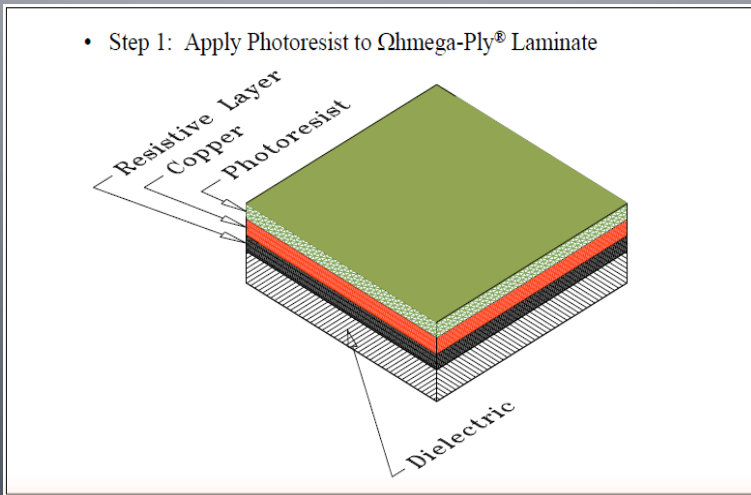 • Step 1: Apply Photoresist to Ωhmega-Ply® Laminate
Resistive Layer
Copper
Photoresist
Dielectric